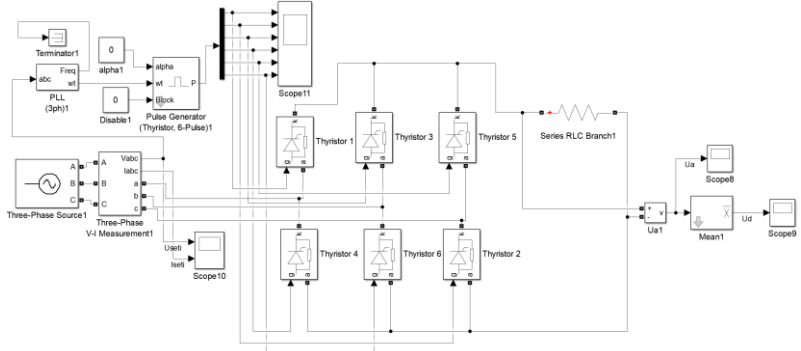 Terminator1
Freq
abc
wt
PLL
(3ph)1
0
alpha1
0
Disable1
alpha
wt
P
Block
Pulse Generator
(Thyristor, 6-Pulse)1
Scope11
Thyristor 1
Thyristor 3
Thyristor 5
Series RLC Branch1
A
B
C
Three-Phase Source1
A
B
C
Vabc
Iabc
a
b
c
Three-Phase
V-I Measurement1
Useti
Iseti
Scope10
Thyristor 4
Thyristor 6
Thyristor 2
+
-
v
Ua1
Ua
Scope8
Mean1
Ud
Scope9